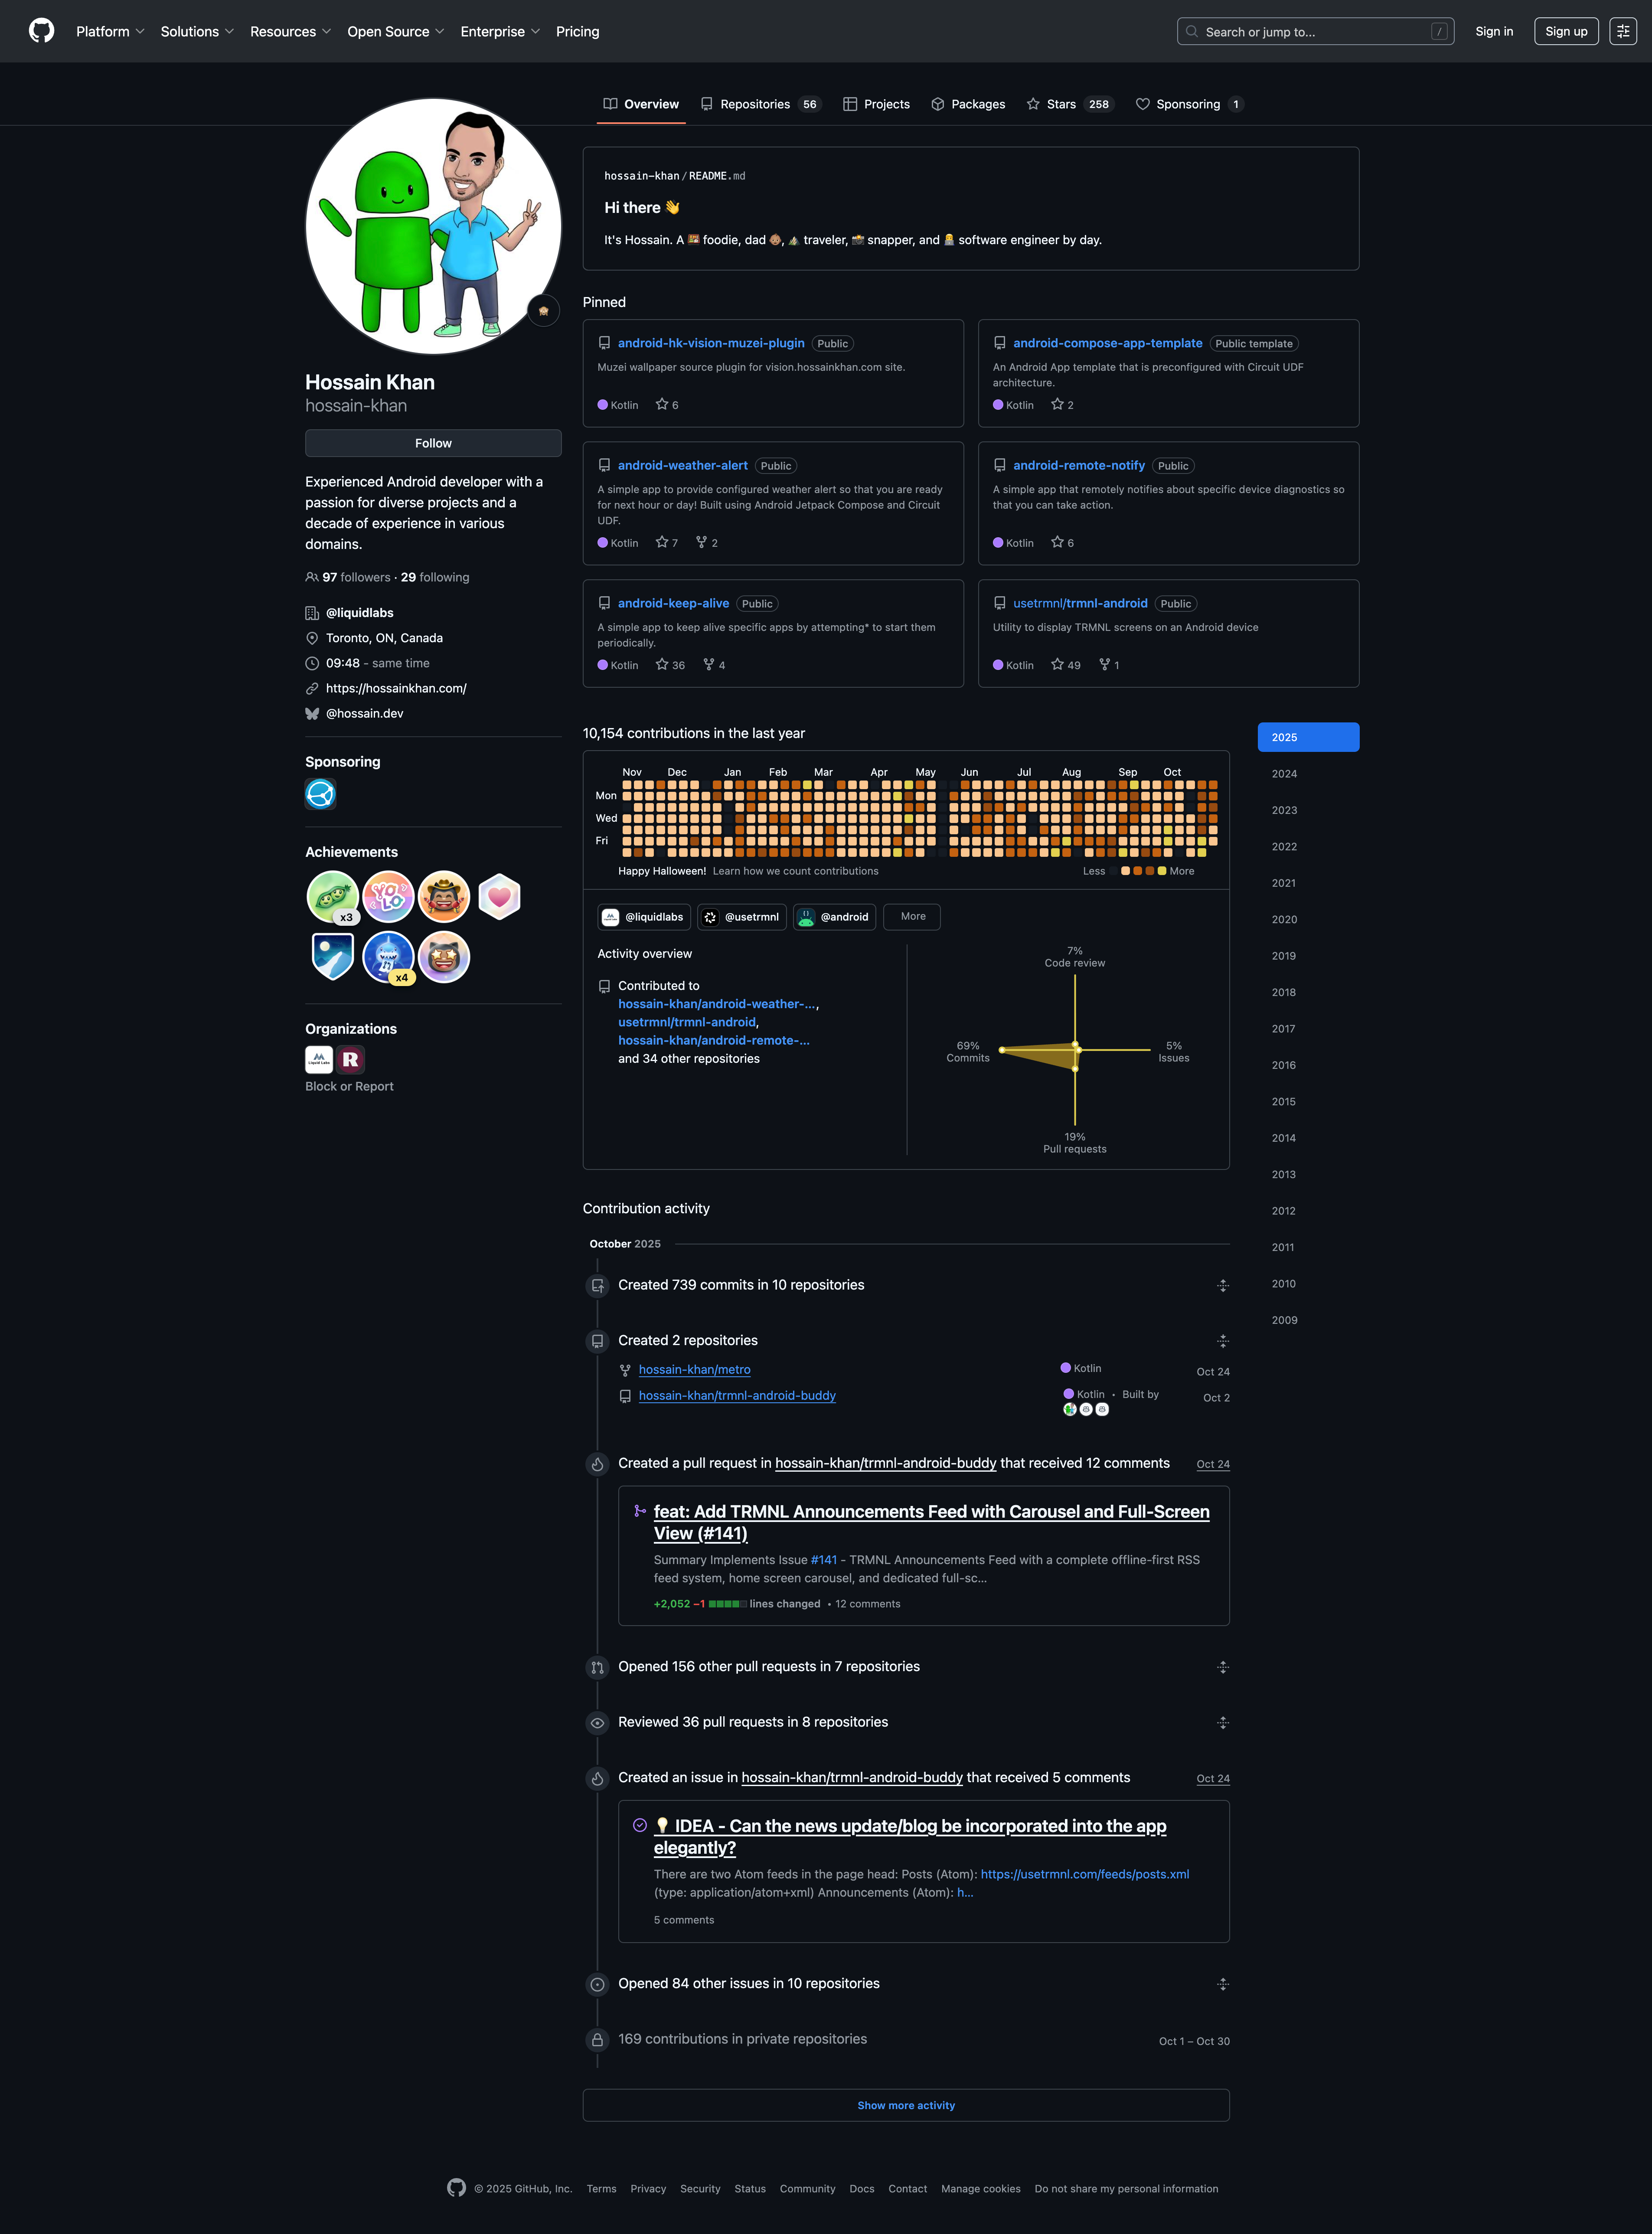 Platform
Solutions
Resources
Open Source
Enterprise
Pricing
Search or jump to...
/
Sign in
Sign up
Overview
Repositories 56
Projects
Packages
Stars 258
Sponsoring 1
Hossain Khan
hossain-khan
Follow
Experienced Android developer with a
passion for diverse projects and a
decade of experience in various
domains.
97 followers · 29 following
@liquidlabs
Toronto, ON, Canada
09:48 - same time
https://hossainkhan.com/
@hossain.dev
Sponsoring
Achievements
x3
YOLO
x4
Organizations
Liquid Labs
R
Block or Report
hossain-khan/README.md
Hi there 👋
It's Hossain. A 🍱 foodie, dad 👶🏽, 🏕️ traveler, 📸 snapper, and 👨‍💻 software engineer by day.
Pinned
android-hk-vision-muzei-plugin Public
Muzei wallpaper source plugin for vision.hossainkhan.com site.
Kotlin 6
android-compose-app-template Public template
An Android App template that is preconfigured with Circuit UDF
architecture.
Kotlin 2
android-weather-alert Public
A simple app to provide configured weather alert so that you are ready
for next hour or day! Built using Android Jetpack Compose and Circuit
UDF.
Kotlin 7 2
android-remote-notify Public
A simple app that remotely notifies about specific device diagnostics so
that you can take action.
Kotlin 6
android-keep-alive Public
A simple app to keep alive specific apps by attempting* to start them
periodically.
Kotlin 36 4
usetrmnl/trmnl-android Public
Utility to display TRMNL screens on an Android device
Kotlin 49 1
10,154 contributions in the last year
Nov Dec Jan Feb Mar Apr May Jun Jul Aug Sep Oct
Mon
Wed
Fri
Happy Halloween! Learn how we count contributions
Less More
@liquidlabs
@usetrmnl
@android
More
Activity overview
Contributed to
hossain-khan/android-weather-...,
usetrmnl/trmnl-android,
hossain-khan/android-remote-...
and 34 other repositories
7%
Code review
69%
Commits
5%
Issues
19%
Pull requests
2025
2024
2023
2022
2021
2020
2019
2018
2017
2016
2015
2014
2013
2012
2011
2010
2009
Contribution activity
October 2025
Created 739 commits in 10 repositories
Created 2 repositories
hossain-khan/metro Kotlin Oct 24
hossain-khan/trmnl-android-buddy Kotlin • Built by Oct 2
Created a pull request in hossain-khan/trmnl-android-buddy that received 12 comments Oct 24
feat: Add TRMNL Announcements Feed with Carousel and Full-Screen
View (#141)
Summary Implements Issue #141 - TRMNL Announcements Feed with a complete offline-first RSS
feed system, home screen carousel, and dedicated full-sc...
+2,052 −1 lines changed • 12 comments
Opened 156 other pull requests in 7 repositories
Reviewed 36 pull requests in 8 repositories
Created an issue in hossain-khan/trmnl-android-buddy that received 5 comments Oct 24
💡 IDEA - Can the news update/blog be incorporated into the app
elegantly?
There are two Atom feeds in the page head: Posts (Atom): https://usetrmnl.com/feeds/posts.xml
(type: application/atom+xml) Announcements (Atom): h...
5 comments
Opened 84 other issues in 10 repositories
169 contributions in private repositories Oct 1 – Oct 30
Show more activity
© 2025 GitHub, Inc. Terms Privacy Security Status Community Docs Contact Manage cookies Do not share my personal information